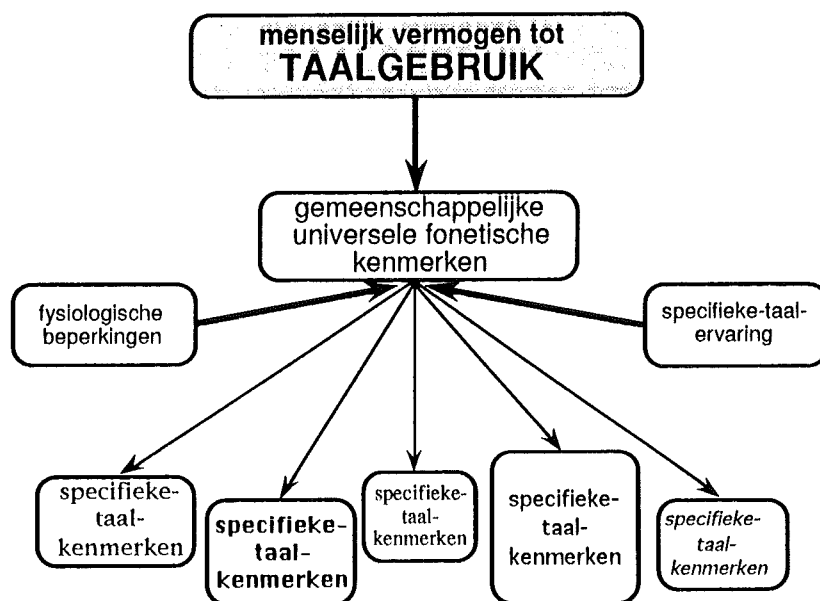 menselijk vermogen tot
TAALGEBRUIK
gemeenschappelijke
universele fonetische
kenmerken
fysiologische
beperkingen
specifieke-taal-
ervaring
specifieke-
taal-
kenmerken
specifieke-
taal-
kenmerken
specifieke-
taal-
kenmerken
specifieke-
taal-
kenmerken
specifieke-
taal-
kenmerken